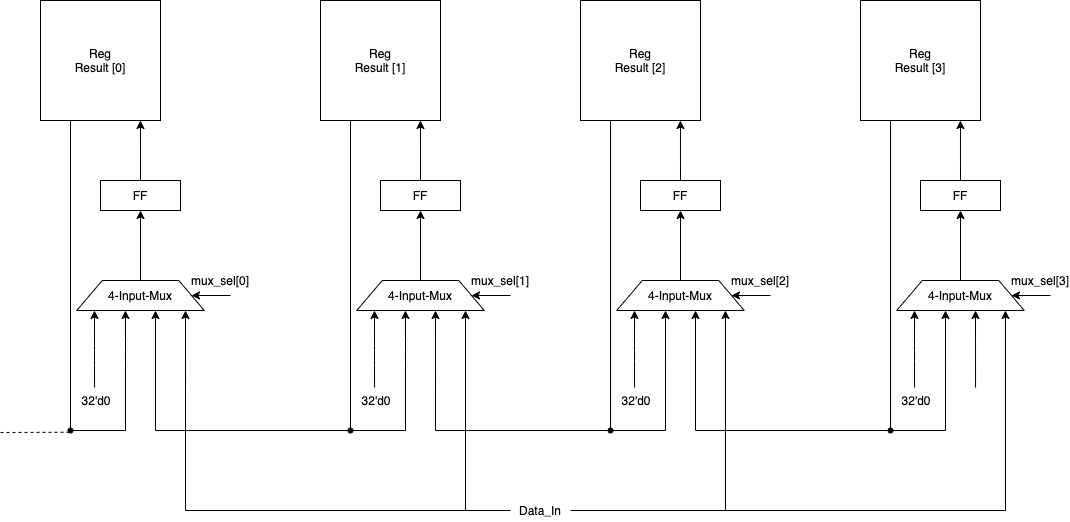 Reg
Result [0]
Reg
Result [1]
Reg
Result [2]
Reg
Result [3]
FF
FF
FF
FF
mux_sel[0]
mux_sel[1]
mux_sel[2]
mux_sel[3]
4-Input-Mux
4-Input-Mux
4-Input-Mux
4-Input-Mux
32'd0
32'd0
32'd0
32'd0
Data_In